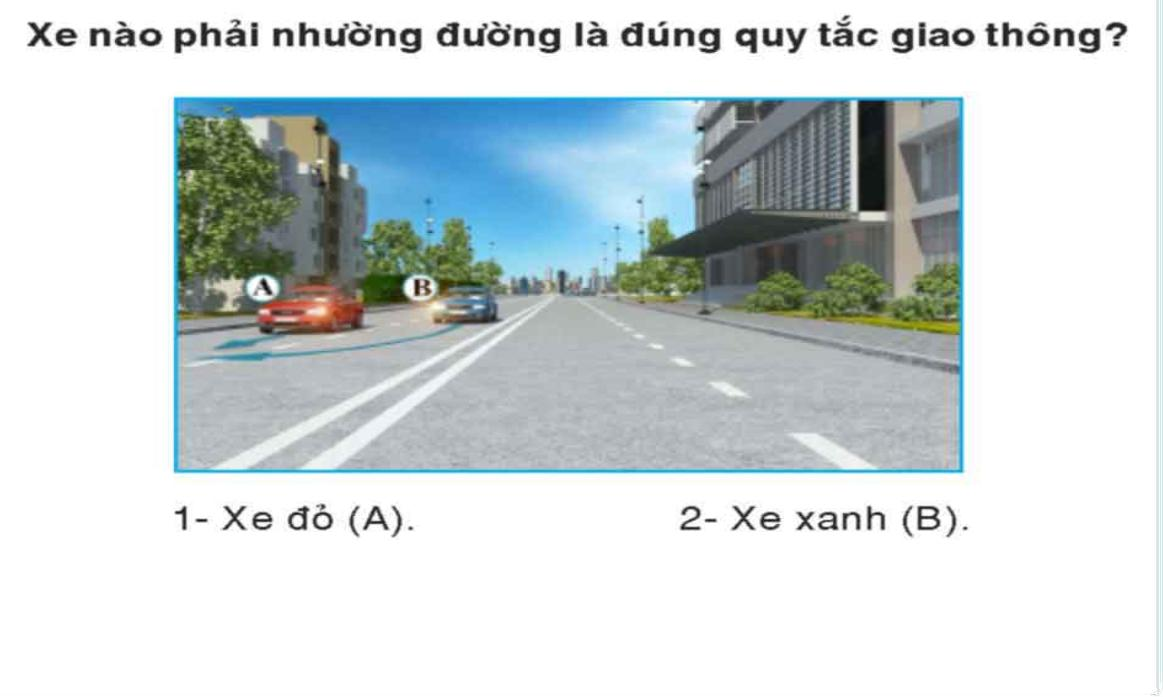 Xe nào phải nhường đường là đúng quy tắc giao thông?
A
B
1- Xe đỏ (A).
2- Xe xanh (B).